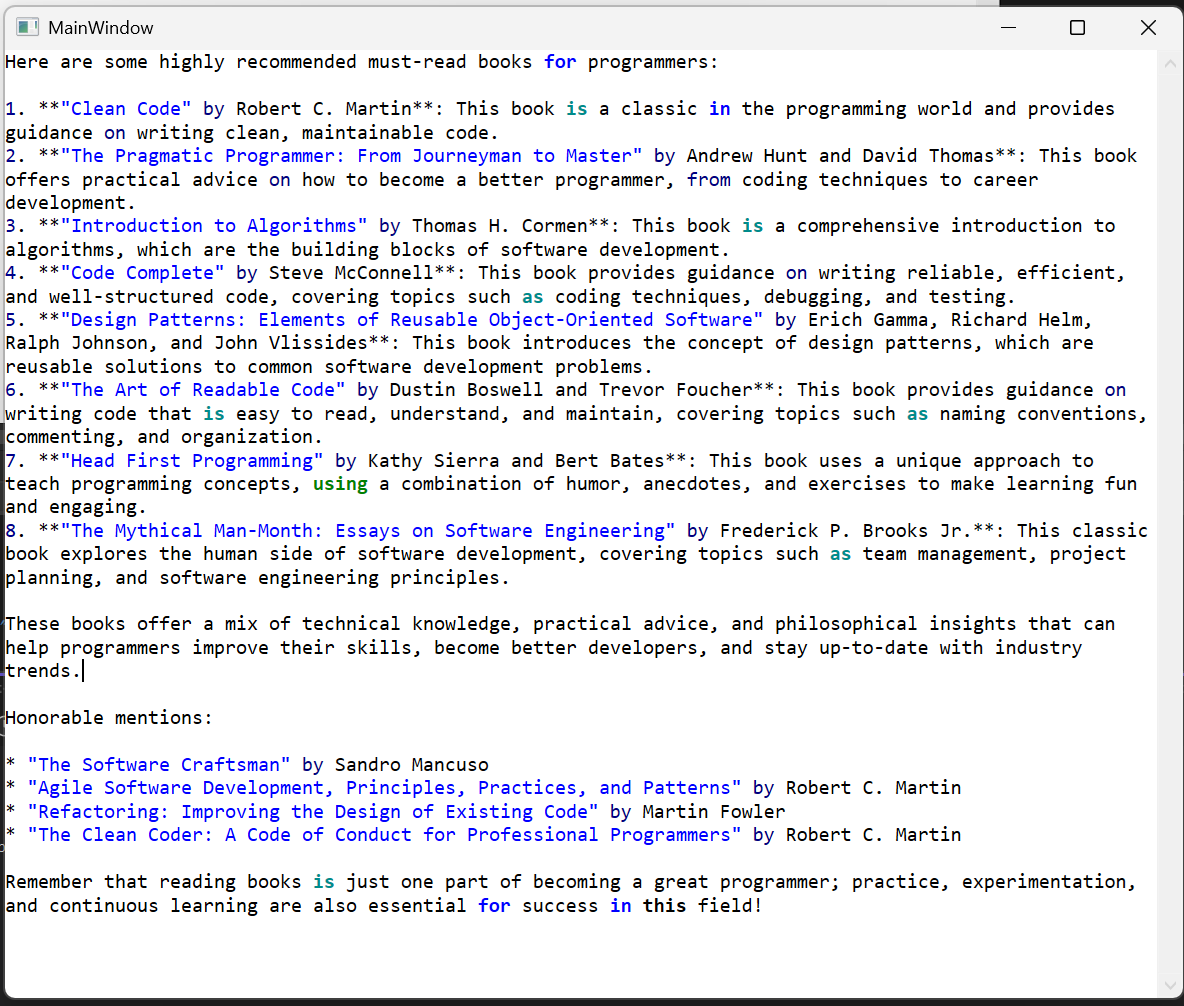 MainWindow
Here are some highly recommended must-read books for programmers:
1. **"Clean Code" by Robert C. Martin**: This book is a classic in the programming world and provides
guidance on writing clean, maintainable code.
2. **"The Pragmatic Programmer: From Journeyman to Master" by Andrew Hunt and David Thomas**: This book
offers practical advice on how to become a better programmer, from coding techniques to career
development.
3. **"Introduction to Algorithms" by Thomas H. Cormen**: This book is a comprehensive introduction to
algorithms, which are the building blocks of software development.
4. **"Code Complete" by Steve McConnell**: This book provides guidance on writing reliable, efficient,
and well-structured code, covering topics such as coding techniques, debugging, and testing.
5. **"Design Patterns: Elements of Reusable Object-Oriented Software" by Erich Gamma, Richard Helm,
Ralph Johnson, and John Vlissides**: This book introduces the concept of design patterns, which are
reusable solutions to common software development problems.
6. **"The Art of Readable Code" by Dustin Boswell and Trevor Foucher**: This book provides guidance on
writing code that is easy to read, understand, and maintain, covering topics such as naming conventions,
commenting, and organization.
7. **"Head First Programming" by Kathy Sierra and Bert Bates**: This book uses a unique approach to
teach programming concepts, using a combination of humor, anecdotes, and exercises to make learning fun
and engaging.
8. **"The Mythical Man-Month: Essays on Software Engineering" by Frederick P. Brooks Jr.**: This classic
book explores the human side of software development, covering topics such as team management, project
planning, and software engineering principles.
These books offer a mix of technical knowledge, practical advice, and philosophical insights that can
help programmers improve their skills, become better developers, and stay up-to-date with industry
trends.
Honorable mentions:
* "The Software Craftsman" by Sandro Mancuso
* "Agile Software Development, Principles, Practices, and Patterns" by Robert C. Martin
* "Refactoring: Improving the Design of Existing Code" by Martin Fowler
* "The Clean Coder: A Code of Conduct for Professional Programmers" by Robert C. Martin
Remember that reading books is just one part of becoming a great programmer; practice, experimentation,
and continuous learning are also essential for success in this field!